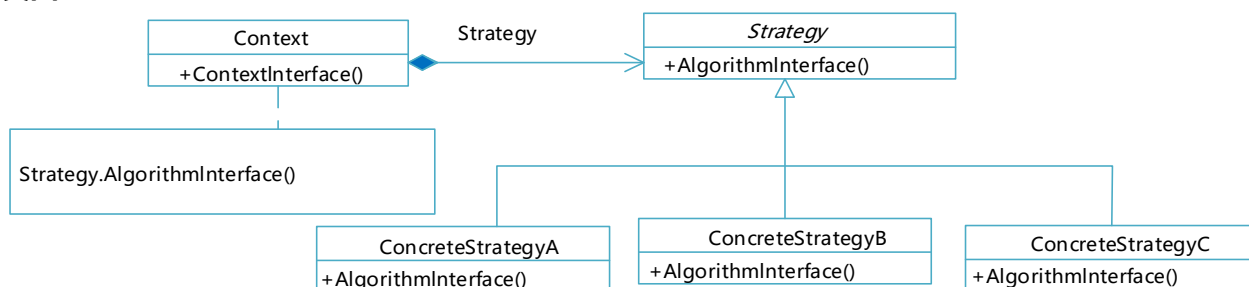 Context
+ContextInterface()
Strategy
Strategy
+AlgorithmInterface()
Strategy.AlgorithmInterface()
ConcreteStrategyA
+AlgorithmInterface()
ConcreteStrategyB
+AlgorithmInterface()
ConcreteStrategyC
+AlgorithmInterface()